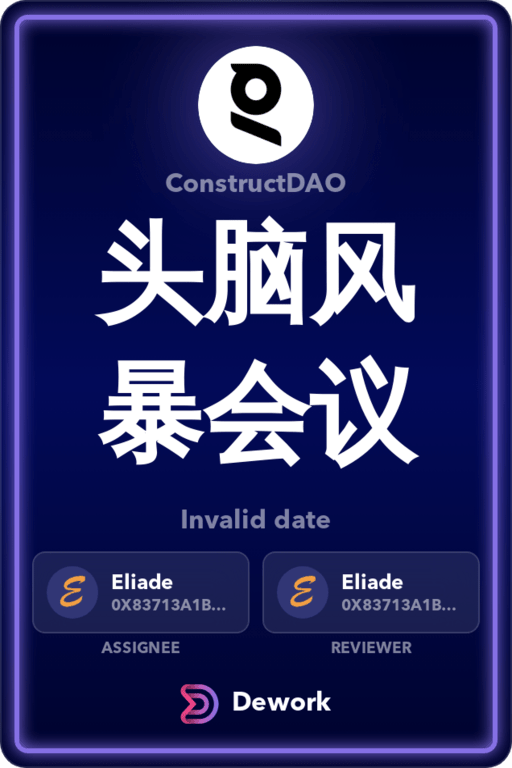 ConstructDAO
头脑风
暴会议
Invalid date
Eliade
0X83713A1B...
Eliade
0X83713A1B...
ASSIGNEE
REVIEWER
Dework